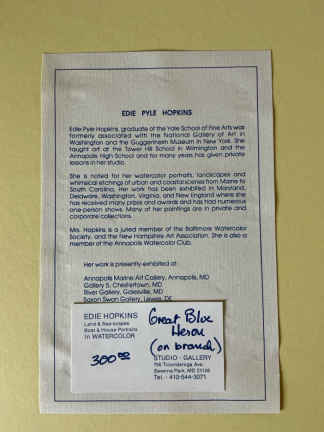 EDIE PYLE HOPKINS
Edie Pyle Hopkins, graduate of the Yale School of Fine Arts was
formerly associated with the National Gallery of Art in
Washington and the Guggenheim Museum in New York. She
taught art at the Tower Hill School in Wilmington and the
Annapolis High School and for many years has given private
lessons in her studio.
She is noted for her watercolor portraits, landscapes and
whimsical etchings of urban and coastal scenes from Maine to
South Carolina. Her work has been exhibited in Maryland,
Delaware, Washington, Virginia, and New England where she
has received many prizes and awards and has had numerous
one-person shows. Many of her paintings are in private and
corporate collections.
Ms. Hopkins is a juried member of the Baltimore Watercolor
Society, and the New Hampshire Art Association. She is also a
member of the Annapolis Watercolor Club.
Her work is presently exhibited at:
Annapolis Marine Art Gallery, Annapolis, MD
Gallery 5, Chestertown, MD
River Gallery, Galesville, MD
Saxon Swan Gallery, Lewes, DE
EDIE HOPKINS
Land & Seascapes
Boat & House Portraits
in WATERCOLOR
300.00
Great Blue
Heron
(on branch)
STUDIO - GALLERY
Ticonderoga Ave.
Severna Park, MD 21146
Tel. - 410-544-3071